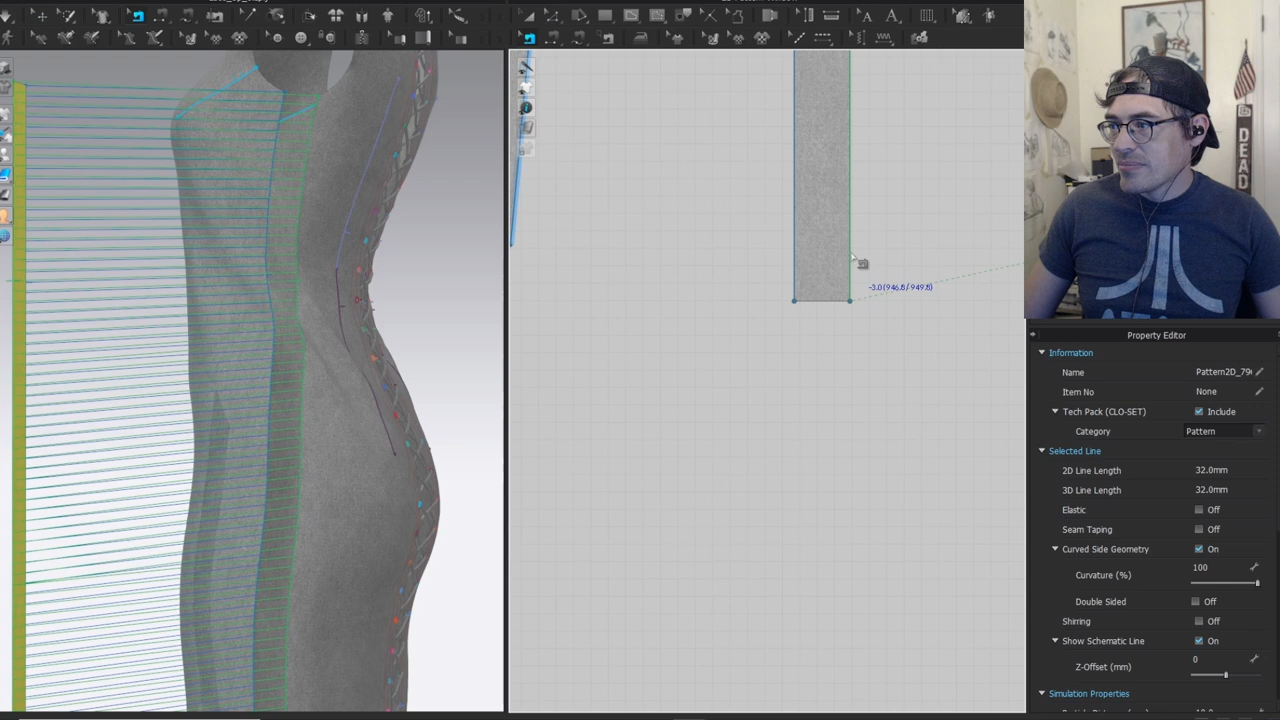 -3.0 (946.8 / 949.8)
DEAD
Property Editor
Information
Name Pattern2D_79
Item No None
Tech Pack (CLO-SET) Include
Category Pattern
Selected Line
2D Line Length 32.0mm
3D Line Length 32.0mm
Elastic Off
Seam Taping Off
Curved Side Geometry On
Curvature (%) 100
Double Sided Off
Shirring Off
Show Schematic Line On
Z-Offset (mm) 0
Simulation Properties